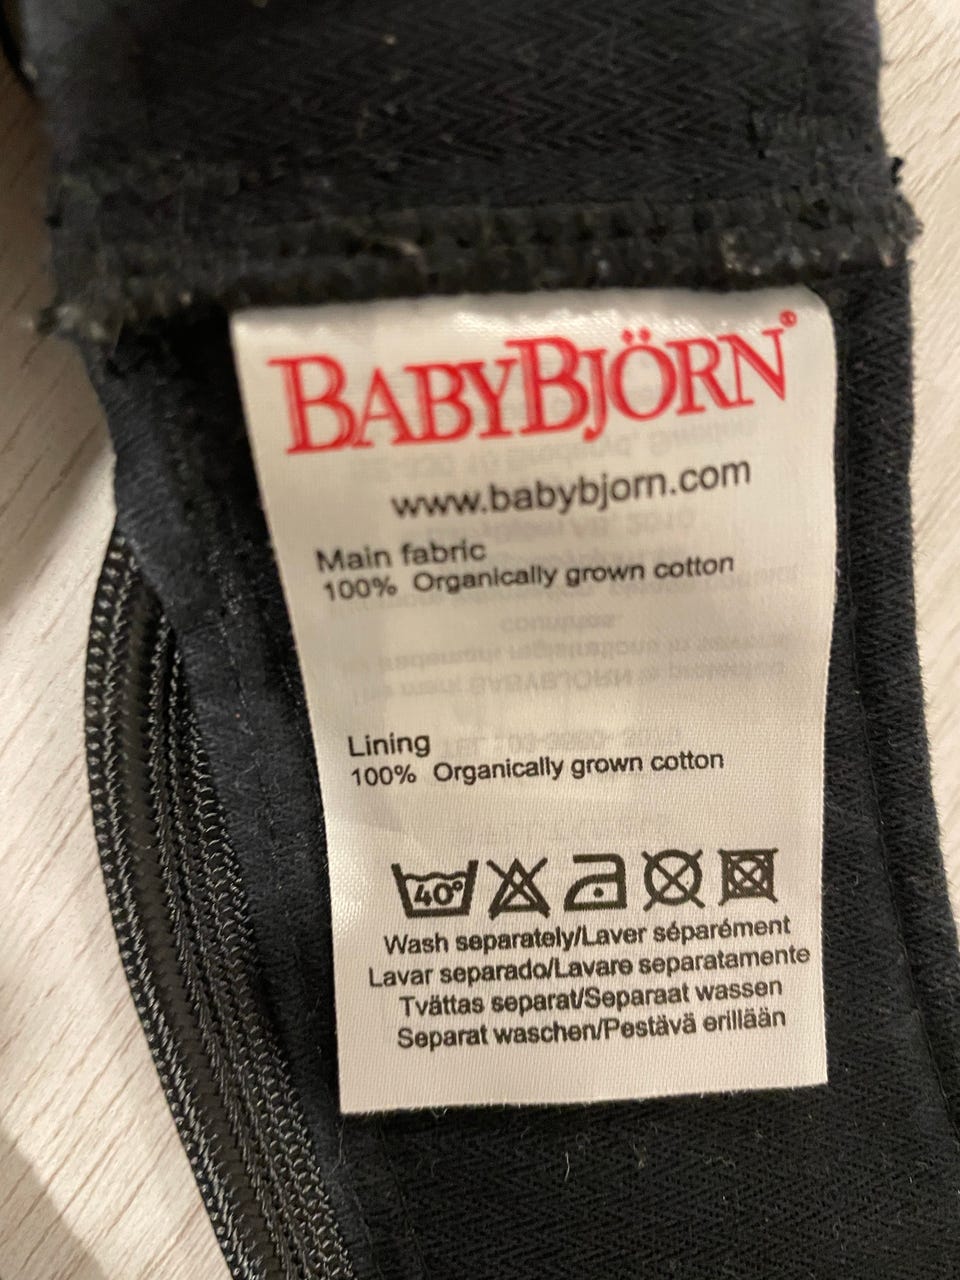 BABYBJÖRN®
www.babybjorn.com
Main fabric
100% Organically grown cotton
Lining
100% Organically grown cotton
40°
Wash separately/Laver séparément
Lavar separado/Lavare separatamente
Tvättas separat/Separaat wassen
Separat waschen/Pestävä erillään